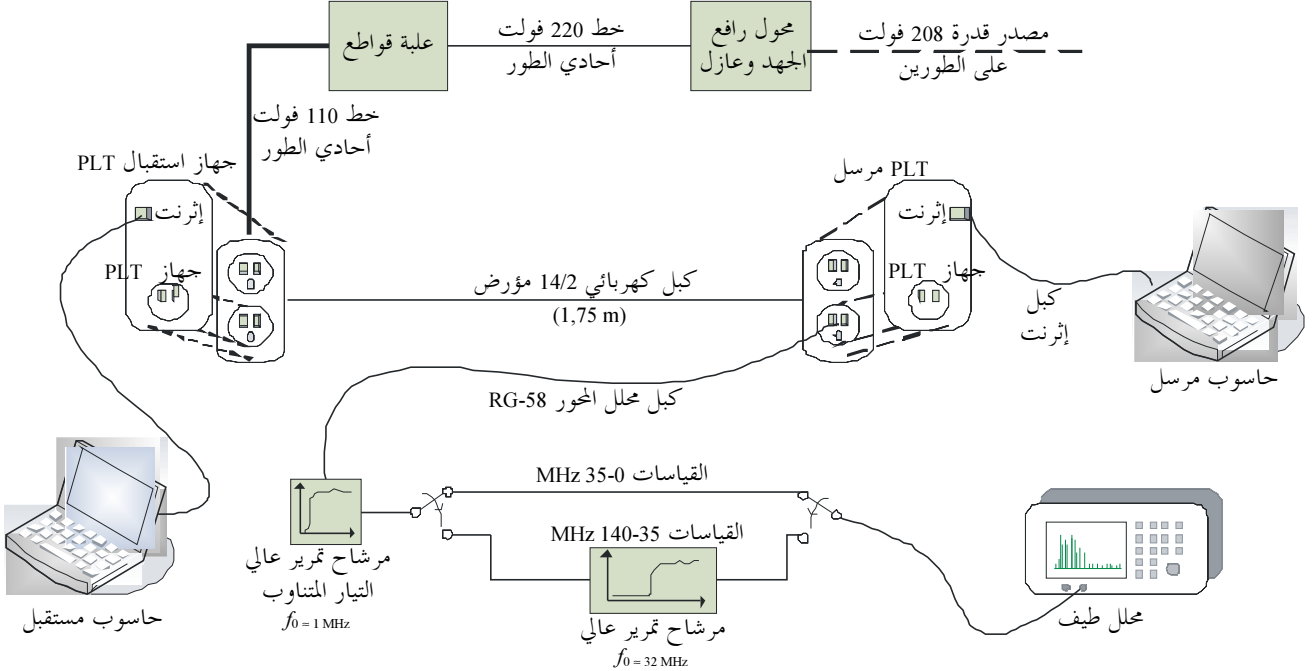 مصدر قدرة 208 فولت
على الطورين
محول رافع
الجهد وعازل
خط 220 فولت
أحادي الطور
علبة قواطع
خط 110 فولت
أحادي الطور
جهاز استقبال PLT
إثرنت
جهاز PLT
PLT مرسل
إثرنت
جهاز PLT
كبل كهربائي 14/2 مؤرض
(1,75 m)
كبل
إثرنت
حاسوب مرسل
كبل محلل المحور RG-58
القياسات 0-35 MHz
القياسات 35-140 MHz
مرشاح تمرير عالي
التيار المتناوب
f0 = 1 MHz
مرشاح تمرير عالي
f0 = 32 MHz
محلل طيف
حاسوب مستقبل